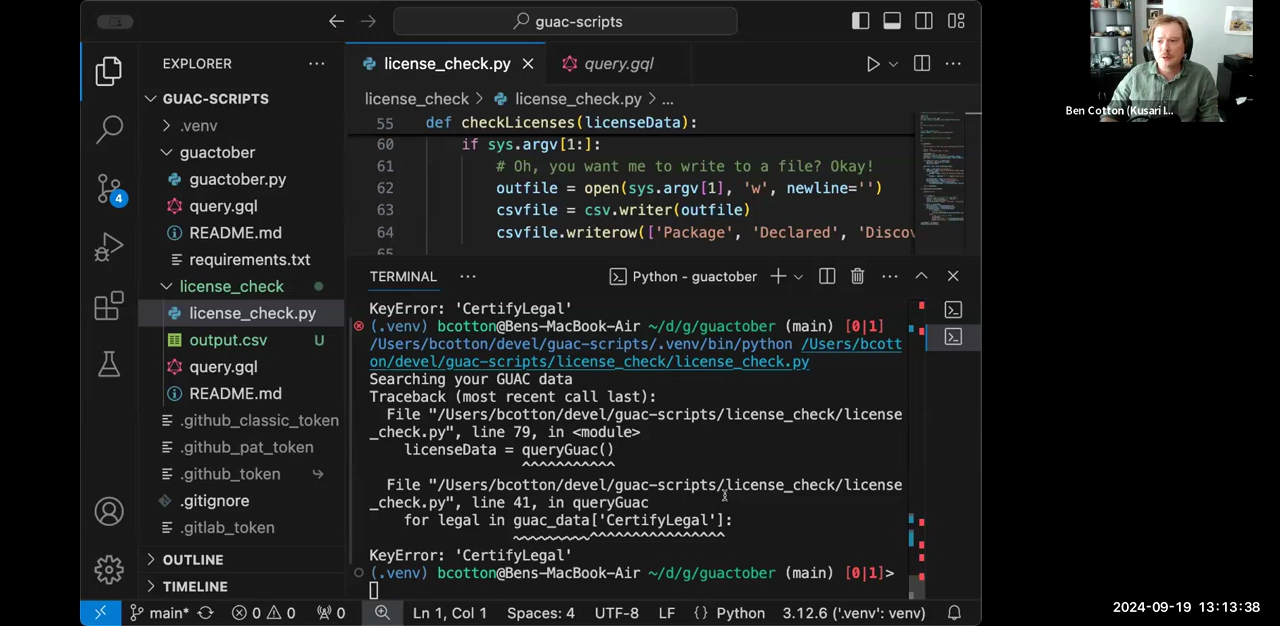 guac-scripts
EXPLORER
GUAC-SCRIPTS
.venv
guactober
guactober.py
query.gql
README.md
requirements.txt
license_check
license_check.py
output.csv U
query.gql
README.md
.github_classic_token
.github_pat_token
.github_token
.gitignore
.gitlab_token
OUTLINE
TIMELINE
4
license_check.py
query.gql
license_check > license_check.py > ...
55 def checkLicenses(licenseData):
60 if sys.argv[1:]:
61 # Oh, you want me to write to a file? Okay!
62 outfile = open(sys.argv[1], 'w', newline='')
63 csvfile = csv.writer(outfile)
64 csvfile.writerow(['Package', 'Declared', 'Disco
65
TERMINAL
Python - guactober
KeyError: 'CertifyLegal'
(.venv) bcotton@Bens-MacBook-Air ~/d/g/guactober (main) [0|1]
/Users/bcotton/devel/guac-scripts/.venv/bin/python /Users/bcott
on/devel/guac-scripts/license_check/license_check.py
Searching your GUAC data
Traceback (most recent call last):
File "/Users/bcotton/devel/guac-scripts/license_check/license
_check.py", line 79, in <module>
licenseData = queryGuac()
^^^^^^^^^^^
File "/Users/bcotton/devel/guac-scripts/license_check/license
_check.py", line 41, in queryGuac
for legal in guac_data['CertifyLegal']:
~~~~~~~~~^^^^^^^^^^^^^^^^
KeyError: 'CertifyLegal'
(.venv) bcotton@Bens-MacBook-Air ~/d/g/guactober (main) [0|1]>
main* 0 0 0 Ln 1, Col 1 Spaces: 4 UTF-8 LF {} Python 3.12.6 ('.venv': venv)
Ben Cotton (Kusari I...
2024-09-19 13:13:38